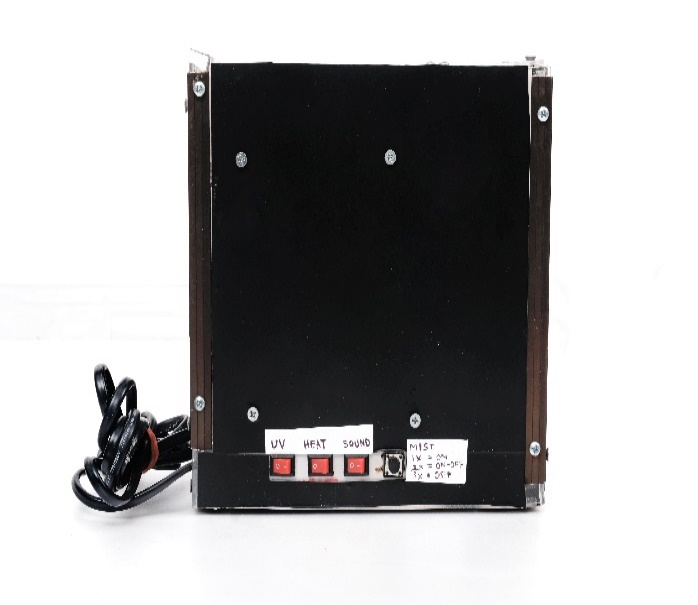 UV HEAT SOUND
MIST
1X = ON
2X = ON-OFF
3X = OFF